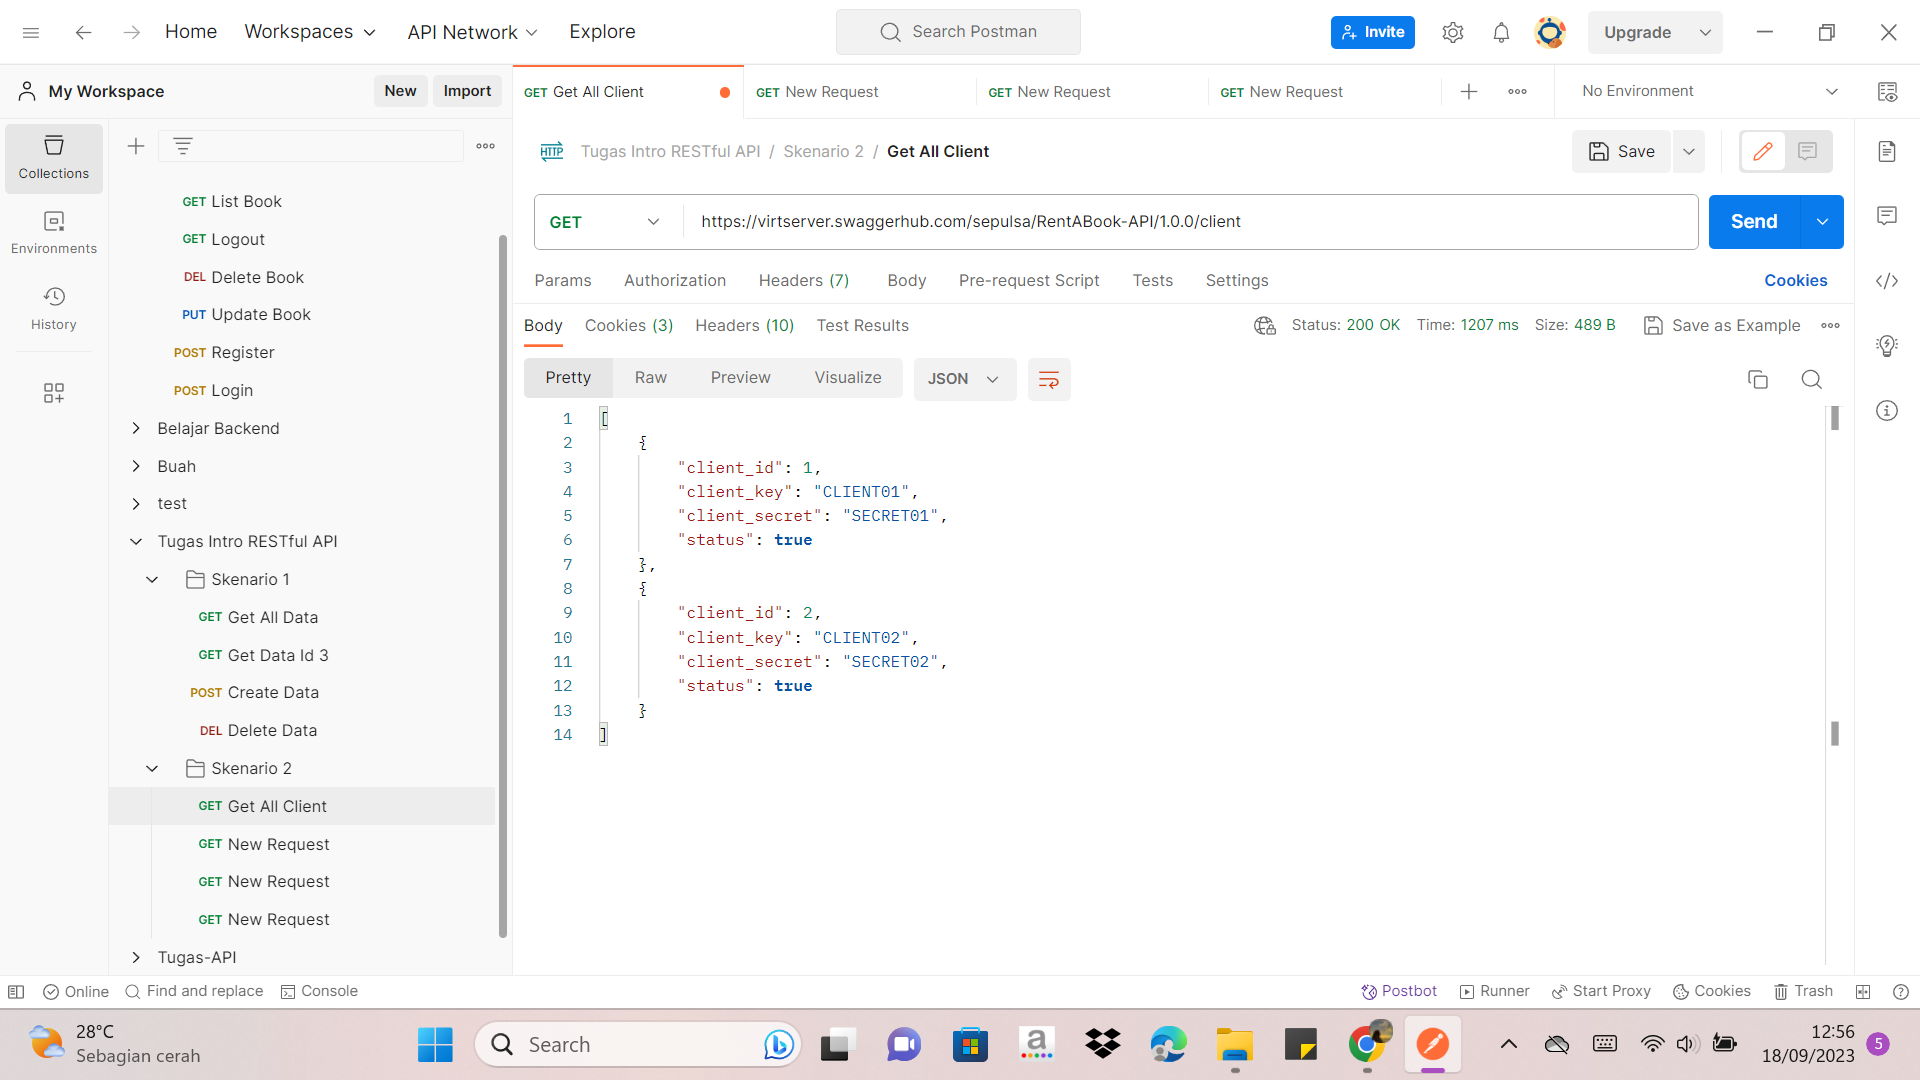 Home Workspaces API Network Explore Search Postman Invite Upgrade
My Workspace New Import
GET Get All Client GET New Request GET New Request GET New Request No Environment
Collections
Environments
History
GET List Book
GET Logout
DEL Delete Book
PUT Update Book
POST Register
POST Login
Belajar Backend
Buah
test
Tugas Intro RESTful API
Skenario 1
GET Get All Data
GET Get Data Id 3
POST Create Data
DEL Delete Data
Skenario 2
GET Get All Client
GET New Request
GET New Request
GET New Request
Tugas-API
HTTP Tugas Intro RESTful API / Skenario 2 / Get All Client Save
GET https://virtserver.swaggerhub.com/sepulsa/RentABook-API/1.0.0/client Send
Params Authorization Headers (7) Body Pre-request Script Tests Settings Cookies
Body Cookies (3) Headers (10) Test Results Status: 200 OK Time: 1207 ms Size: 489 B Save as Example
Pretty Raw Preview Visualize JSON
1 [
2 {
3 "client_id": 1,
4 "client_key": "CLIENT01",
5 "client_secret": "SECRET01",
6 "status": true
7 },
8 {
9 "client_id": 2,
10 "client_key": "CLIENT02",
11 "client_secret": "SECRET02",
12 "status": true
13 }
14 ]
Online Find and replace Console Postbot Runner Start Proxy Cookies Trash
28°C
Sebagian cerah
Search
a
12:56
18/09/2023
5